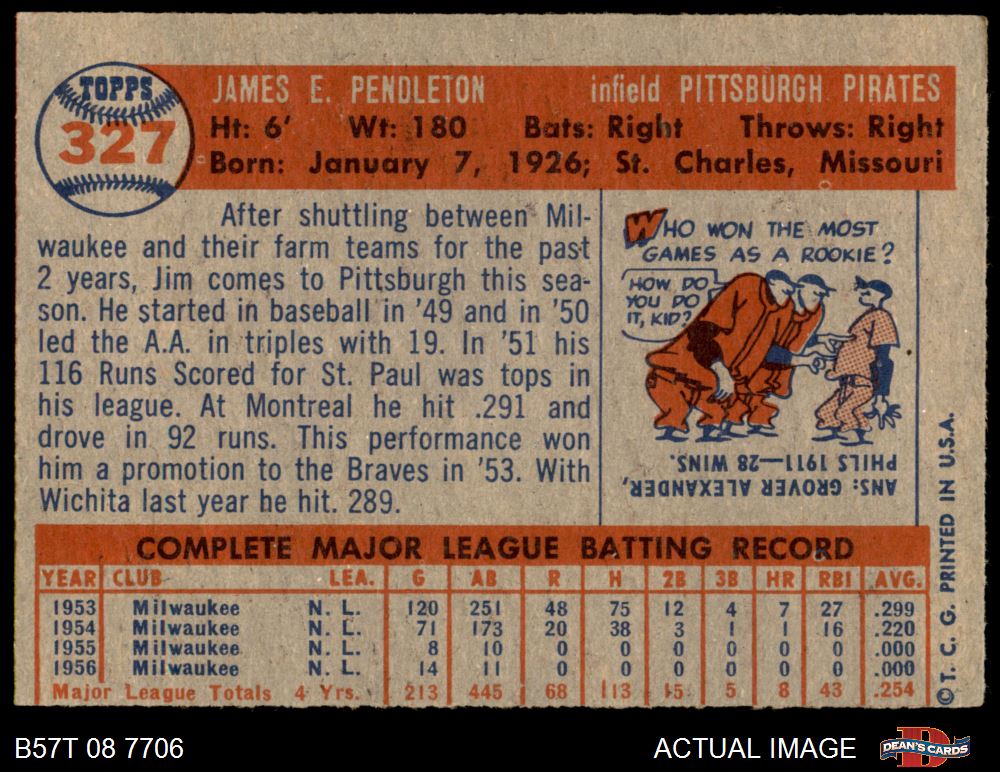 TOPPS
327
JAMES E. PENDLETON infield PITTSBURGH PIRATES
Ht: 6' Wt: 180 Bats: Right Throws: Right
Born: January 7, 1926; St. Charles, Missouri
After shuttling between Mil-
waukee and their farm teams for the past
2 years, Jim comes to Pittsburgh this sea-
son. He started in baseball in '49 and in '50
led the A.A. in triples with 19. In '51 his
116 Runs Scored for St. Paul was tops in
his league. At Montreal he hit .291 and
drove in 92 runs. This performance won
him a promotion to the Braves in '53. With
Wichita last year he hit. 289.
WHO WON THE MOST
GAMES AS A ROOKIE?
HOW DO
YOU DO
IT, KID?
ANS: GROVER ALEXANDER,
PHILS 1911—28 WINS.
COMPLETE MAJOR LEAGUE BATTING RECORD
YEAR CLUB LEA. G AB R H 2B 3B HR RBI AVG.
1953 Milwaukee N. L. 120 251 48 75 12 4 7 27 .299
1954 Milwaukee N. L. 71 173 20 38 3 1 1 16 .220
1955 Milwaukee N. L. 8 10 0 0 0 0 0 0 .000
1956 Milwaukee N. L. 14 11 0 0 0 0 0 0 .000
Major League Totals 4 Yrs. 213 445 68 113 15 5 8 43 .254
© T. C. G. PRINTED IN U.S.A.
B57T 08 7706
ACTUAL IMAGE
DEAN'S CARDS